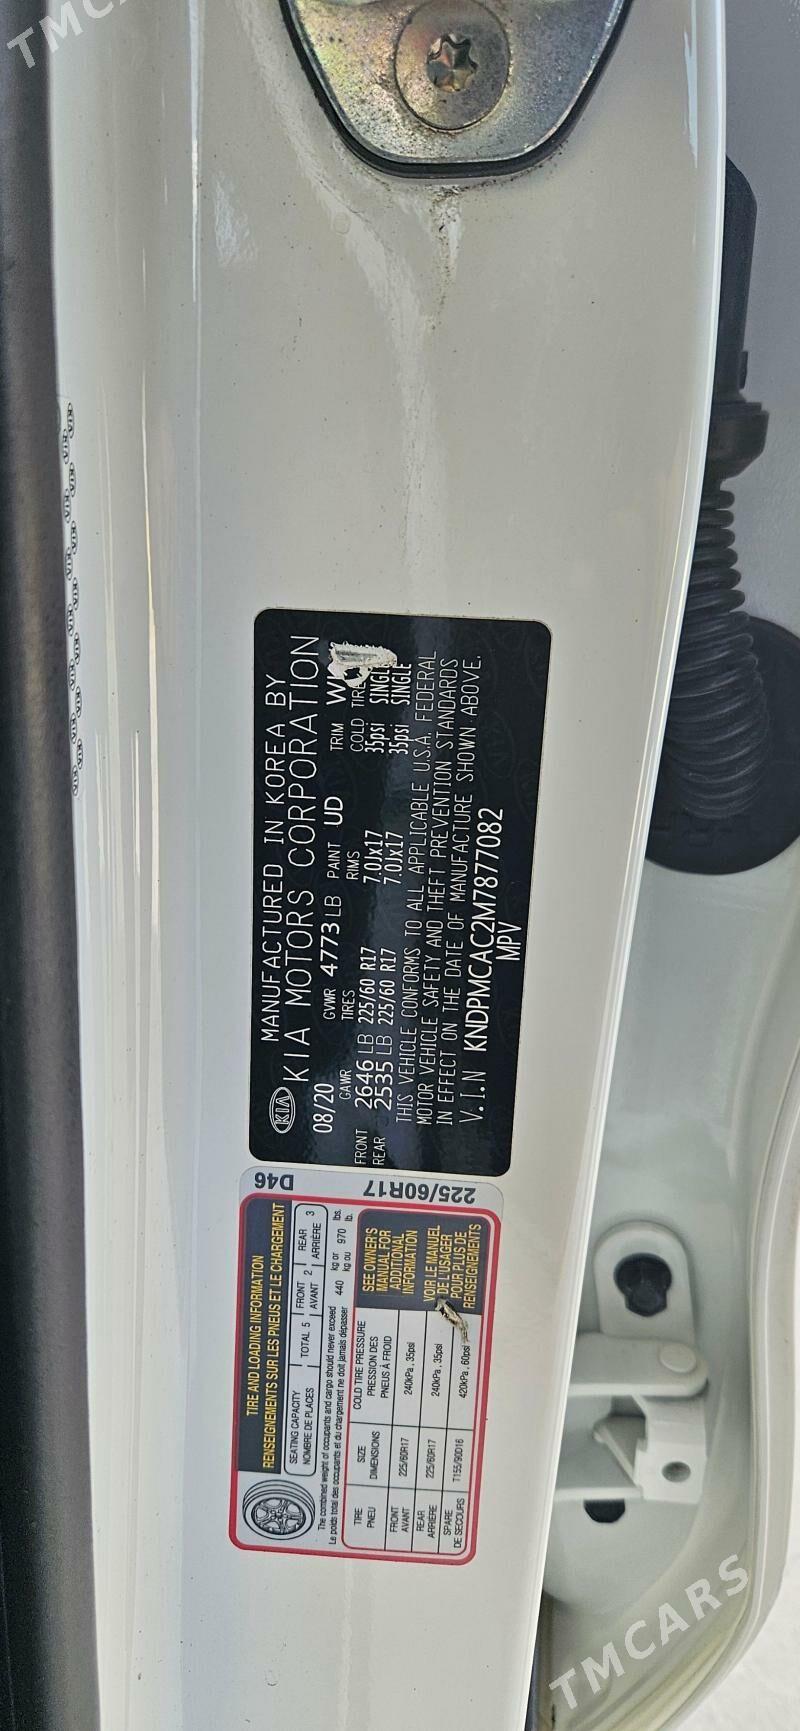 TMCARS
KIA
MANUFACTURED IN KOREA BY
KIA MOTORS CORPORATION
08/20 GVWR 4773 LB PAINT UD TRIM
GAWR TIRES RIMS COLD TIRE
FRONT 2646 LB 225/60 R17 7.0Jx17 35psi SINGLE
REAR 2535 LB 225/60 R17 7.0Jx17 35psi SINGLE
THIS VEHICLE CONFORMS TO ALL APPLICABLE U.S.A. FEDERAL
MOTOR VEHICLE SAFETY AND THEFT PREVENTION STANDARDS
IN EFFECT ON THE DATE OF MANUFACTURE SHOWN ABOVE.
V.I.N KNDPMCAC2M7877082
MPV
D46
225/60R17
TIRE AND LOADING INFORMATION
RENSEIGNEMENTS SUR LES PNEUS ET LE CHARGEMENT
SEATING CAPACITY TOTAL 5 FRONT 2 REAR 3
NOMBRE DE PLACES AVANT ARRIÈRE
The combined weight of occupants and cargo should never exceed 440 kg or 970 lbs.
Le poids total des occupants et du chargement ne doit jamais dépasser kg ou lb.
TIRE SIZE COLD TIRE PRESSURE
PNEU DIMENSIONS PRESSION DES PNEUS À FROID
FRONT AVANT 225/60R17 240kPa, 35psi
REAR ARRIÈRE 225/60R17 240kPa, 35psi
SPARE DE SECOURS T155/90D16 420kPa, 60psi
SEE OWNER'S
MANUAL FOR
ADDITIONAL
INFORMATION
VOIR LE MANUEL
DE L'USAGER
POUR PLUS DE
RENSEIGNEMENTS
TMCARS